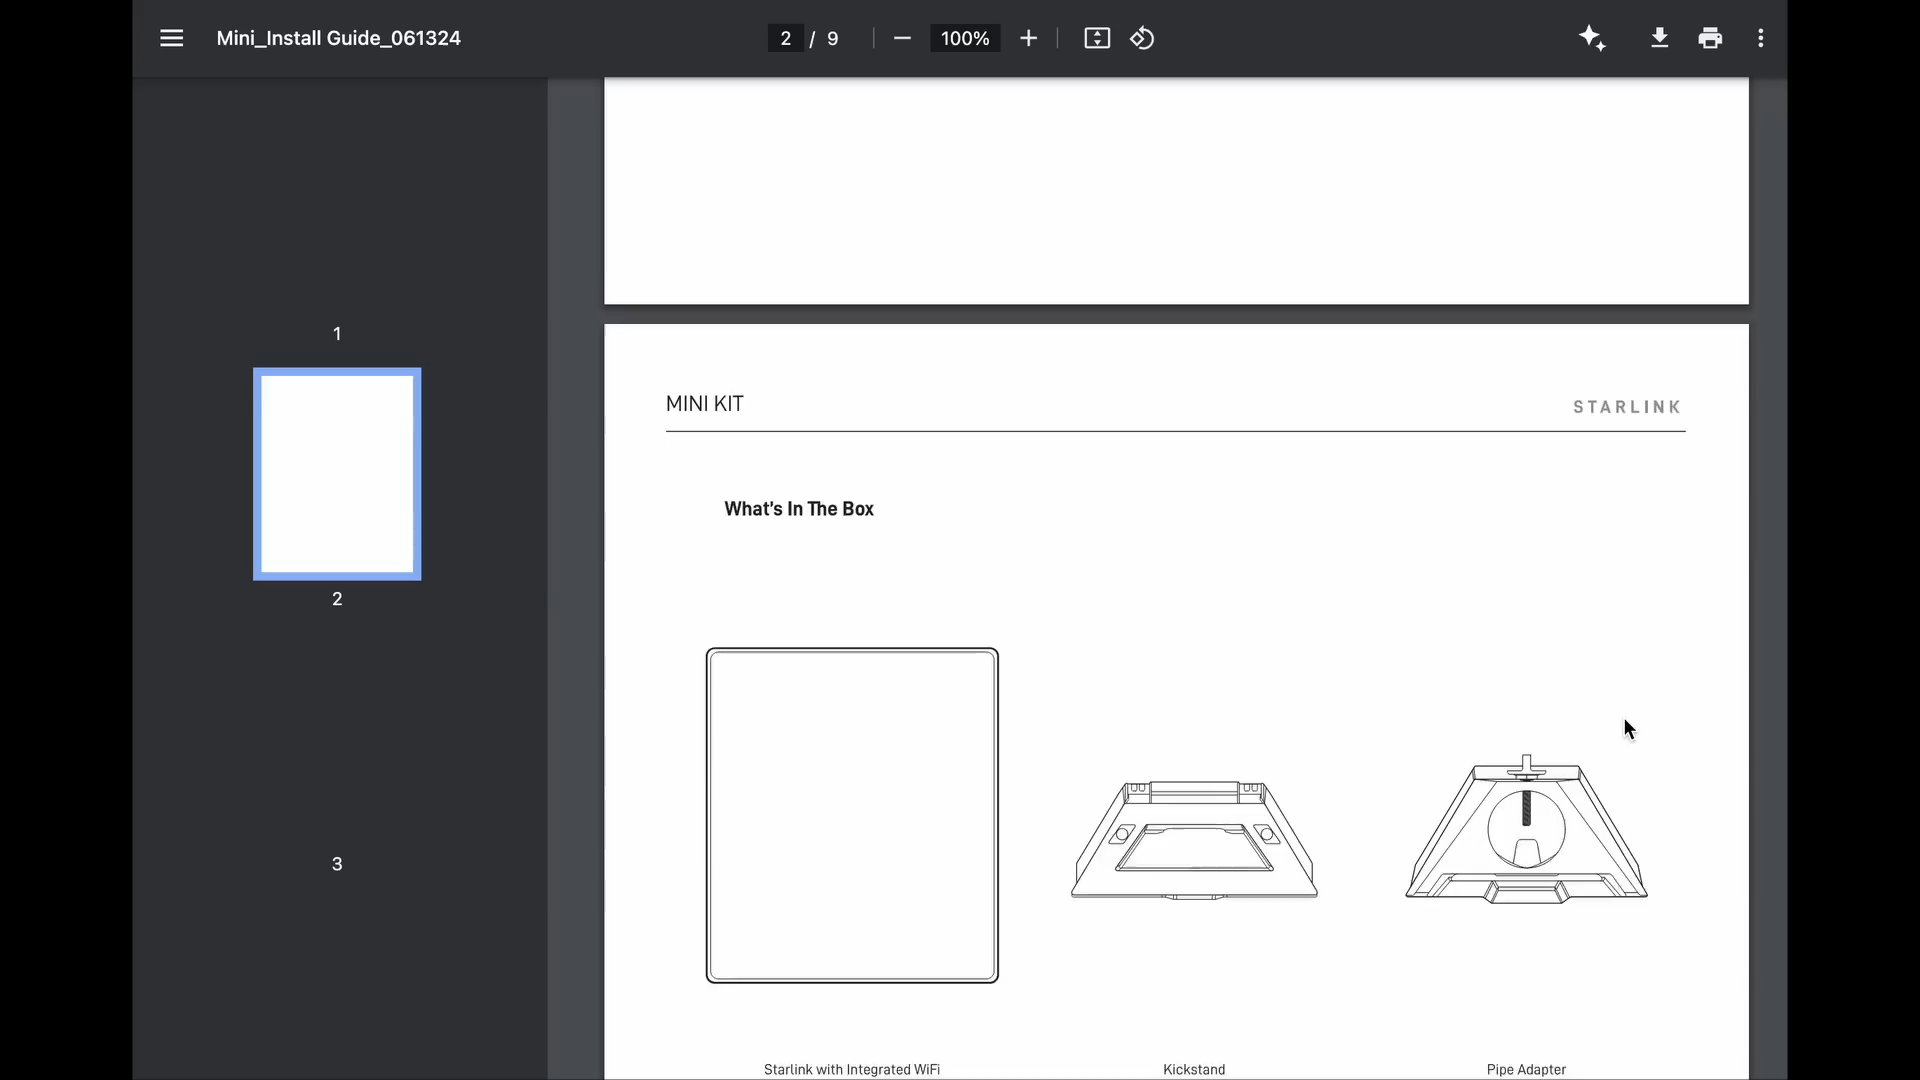 Mini_Install Guide_061324
2 / 9
100%
1
2
3
MINI KIT
STARLINK
What's In The Box
Starlink with Integrated WiFi
Kickstand
Pipe Adapter